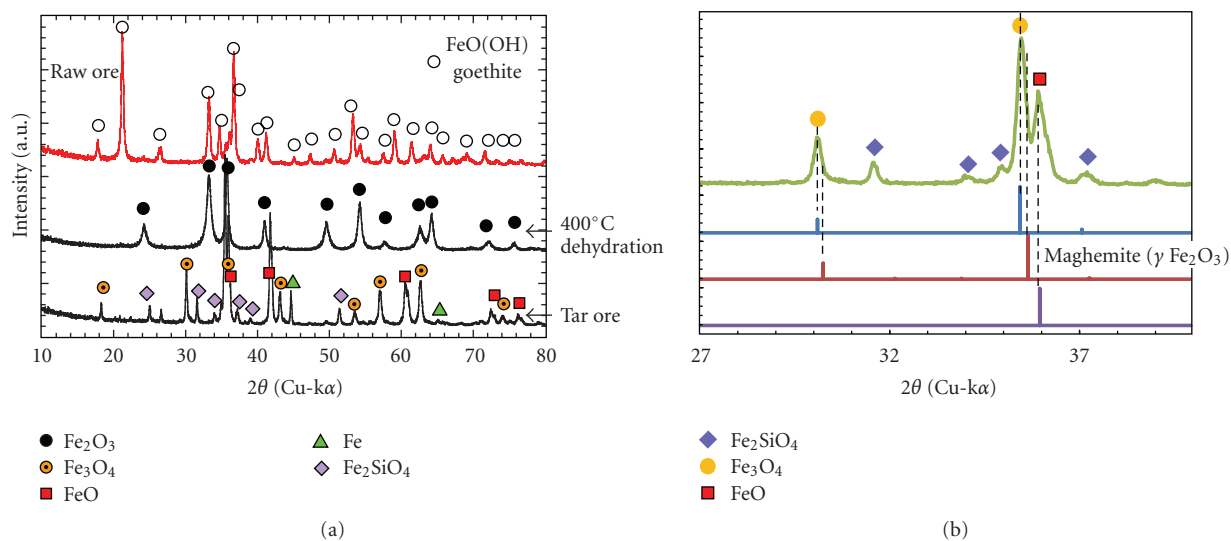 Raw ore
FeO(OH)
goethite
400°C
dehydration
Tar ore
Intensity (a.u.)
10 20 30 40 50 60 70 80
2θ (Cu-kα)
Fe₂O₃
Fe₃O₄
FeO
Fe
Fe₂SiO₄
(a)
Maghemite (γ Fe₂O₃)
27 32 37
2θ (Cu-kα)
Fe₂SiO₄
Fe₃O₄
FeO
(b)